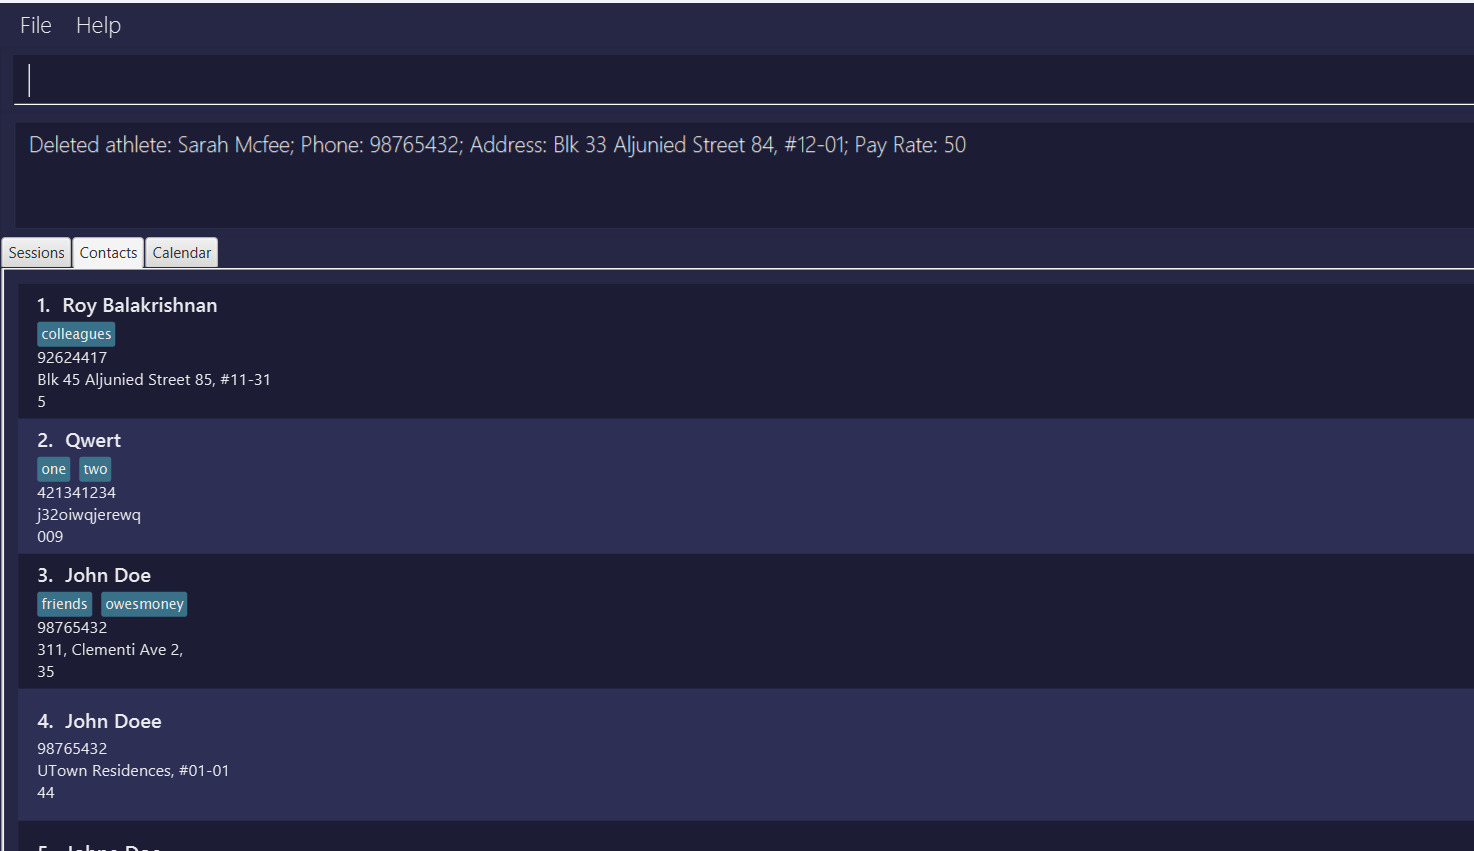 File Help
Deleted athlete: Sarah Mcfee; Phone: 98765432; Address: Blk 33 Aljunied Street 84, #12-01; Pay Rate: 50
Sessions Contacts Calendar
1. Roy Balakrishnan
colleagues
92624417
Blk 45 Aljunied Street 85, #11-31
5
2. Qwert
one two
421341234
j32oiwqjerewq
009
3. John Doe
friends owesmoney
98765432
311, Clementi Ave 2,
35
4. John Doee
98765432
UTown Residences, #01-01
44
5. Johne Doe